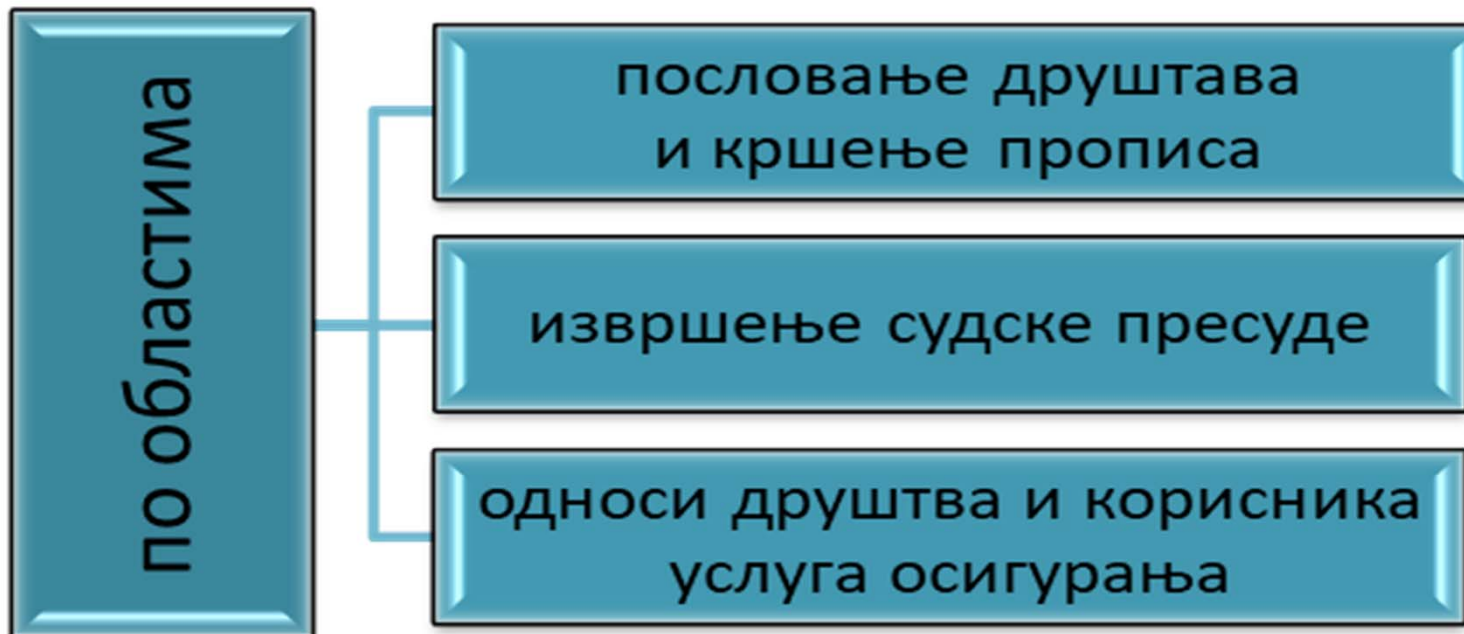 по областима
пословање друштава
и кршење прописа
извршење судске пресуде
односи друштва и корисника
услуга осигурања